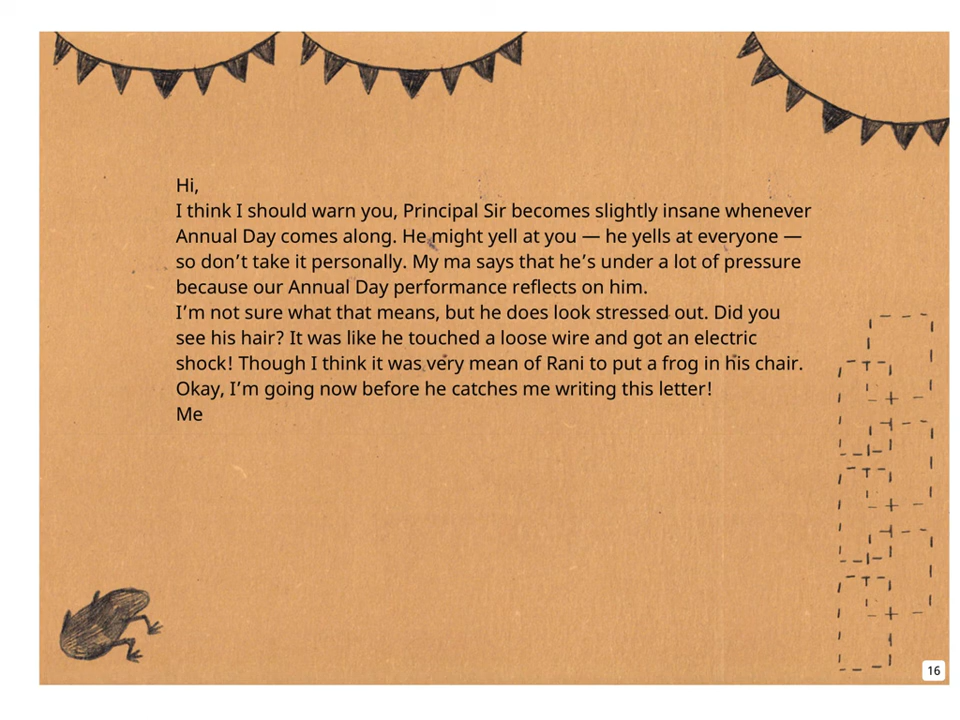 Hi,
I think I should warn you, Principal Sir becomes slightly insane whenever
Annual Day comes along. He might yell at you — he yells at everyone —
so don’t take it personally. My ma says that he’s under a lot of pressure
because our Annual Day performance reflects on him.
I’m not sure what that means, but he does look stressed out. Did you
see his hair? It was like he touched a loose wire and got an electric
shock! Though I think it was very mean of Rani to put a frog in his chair.
Okay, I’m going now before he catches me writing this letter!
Me
16